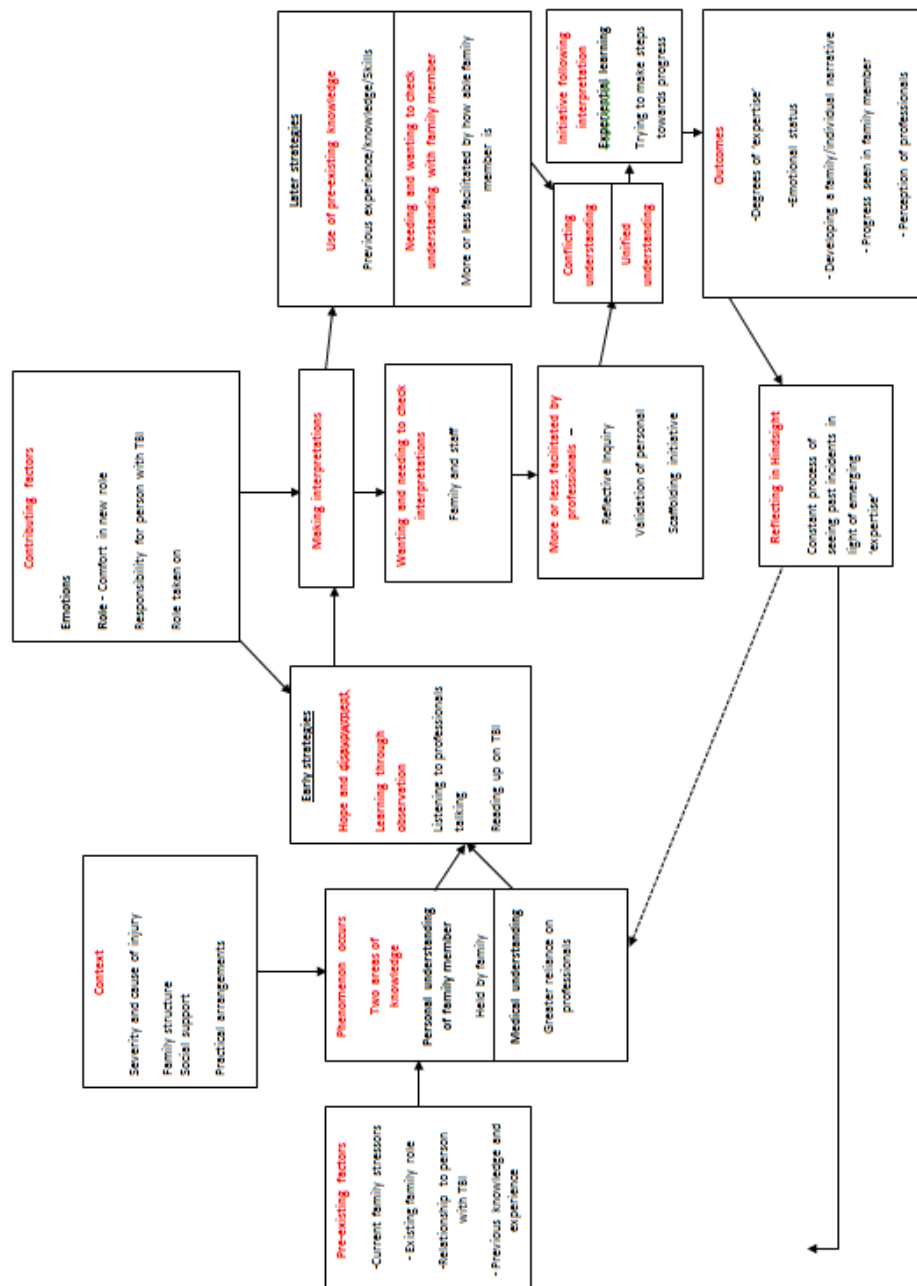 Pre-existing factors
-Current family stressors
- Existing family role
-Relationship to person
with TBI
- Previous knowledge and
experience
Context
Severity and cause of injury
Family structure
Social support
Practical arrangements
Phenomenon occurs
Two areas of
knowledge
Personal understanding
of family member
Held by family
Medical understanding
Greater reliance on
professionals
Contributing factors
Emotions
Role - Comfort in new role
Responsibility for person with TBI
Role taken on
Early strategies
Hope and disavowment
Learning through
observation
Listening to professionals
talking
Reading up on TBI
Making interpretations
Wanting and needing to check
interpretations
Family and staff
More or less facilitated by
professionals –
Reflective Inquiry
Validation of personal
Scaffolding initiative
Later strategies
Use of pre-existing knowledge
Previous experience/knowledge/Skills
Needing and wanting to check
understanding with family member
More or less facilitated by how able family
member is
Conflicting
understanding
Unified
understanding
Initiative following
interpretation
Experiential learning
Trying to make steps
towards progress
Outcomes
-Degrees of 'expertise'
-Emotional status
- Developing a family/individual narrative
- Progress seen in family member
- Perception of professionals
Reflecting in Hindsight
Constant process of
seeing past incidents in
light of emerging
'expertise'